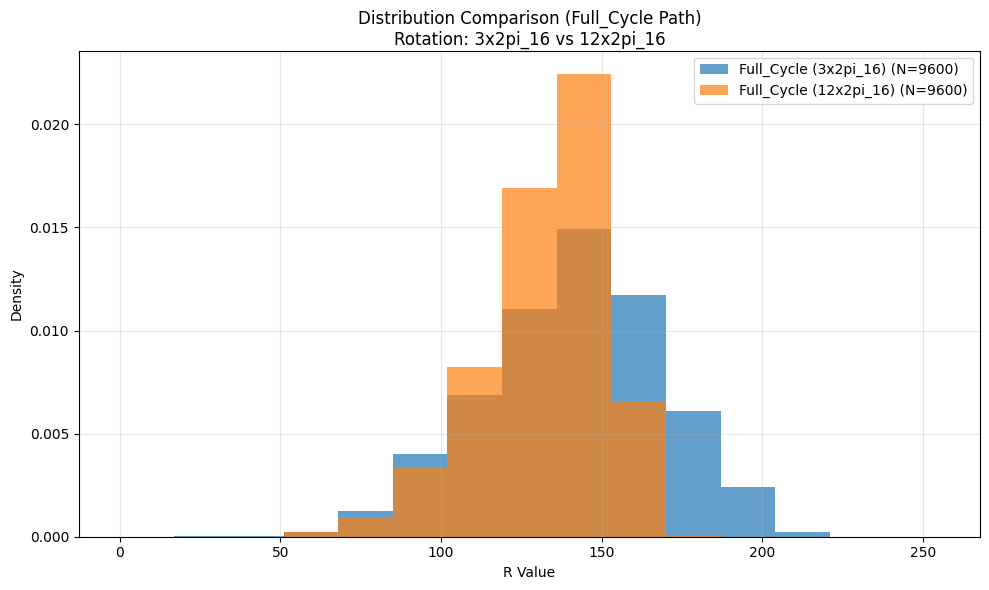 Distribution Comparison (Full_Cycle Path)
Rotation: 3x2pi_16 vs 12x2pi_16
Full_Cycle (3x2pi_16) (N=9600)
Full_Cycle (12x2pi_16) (N=9600)
Density
0.020
0.015
0.010
0.005
0.000
0 50 100 150 200 250
R Value